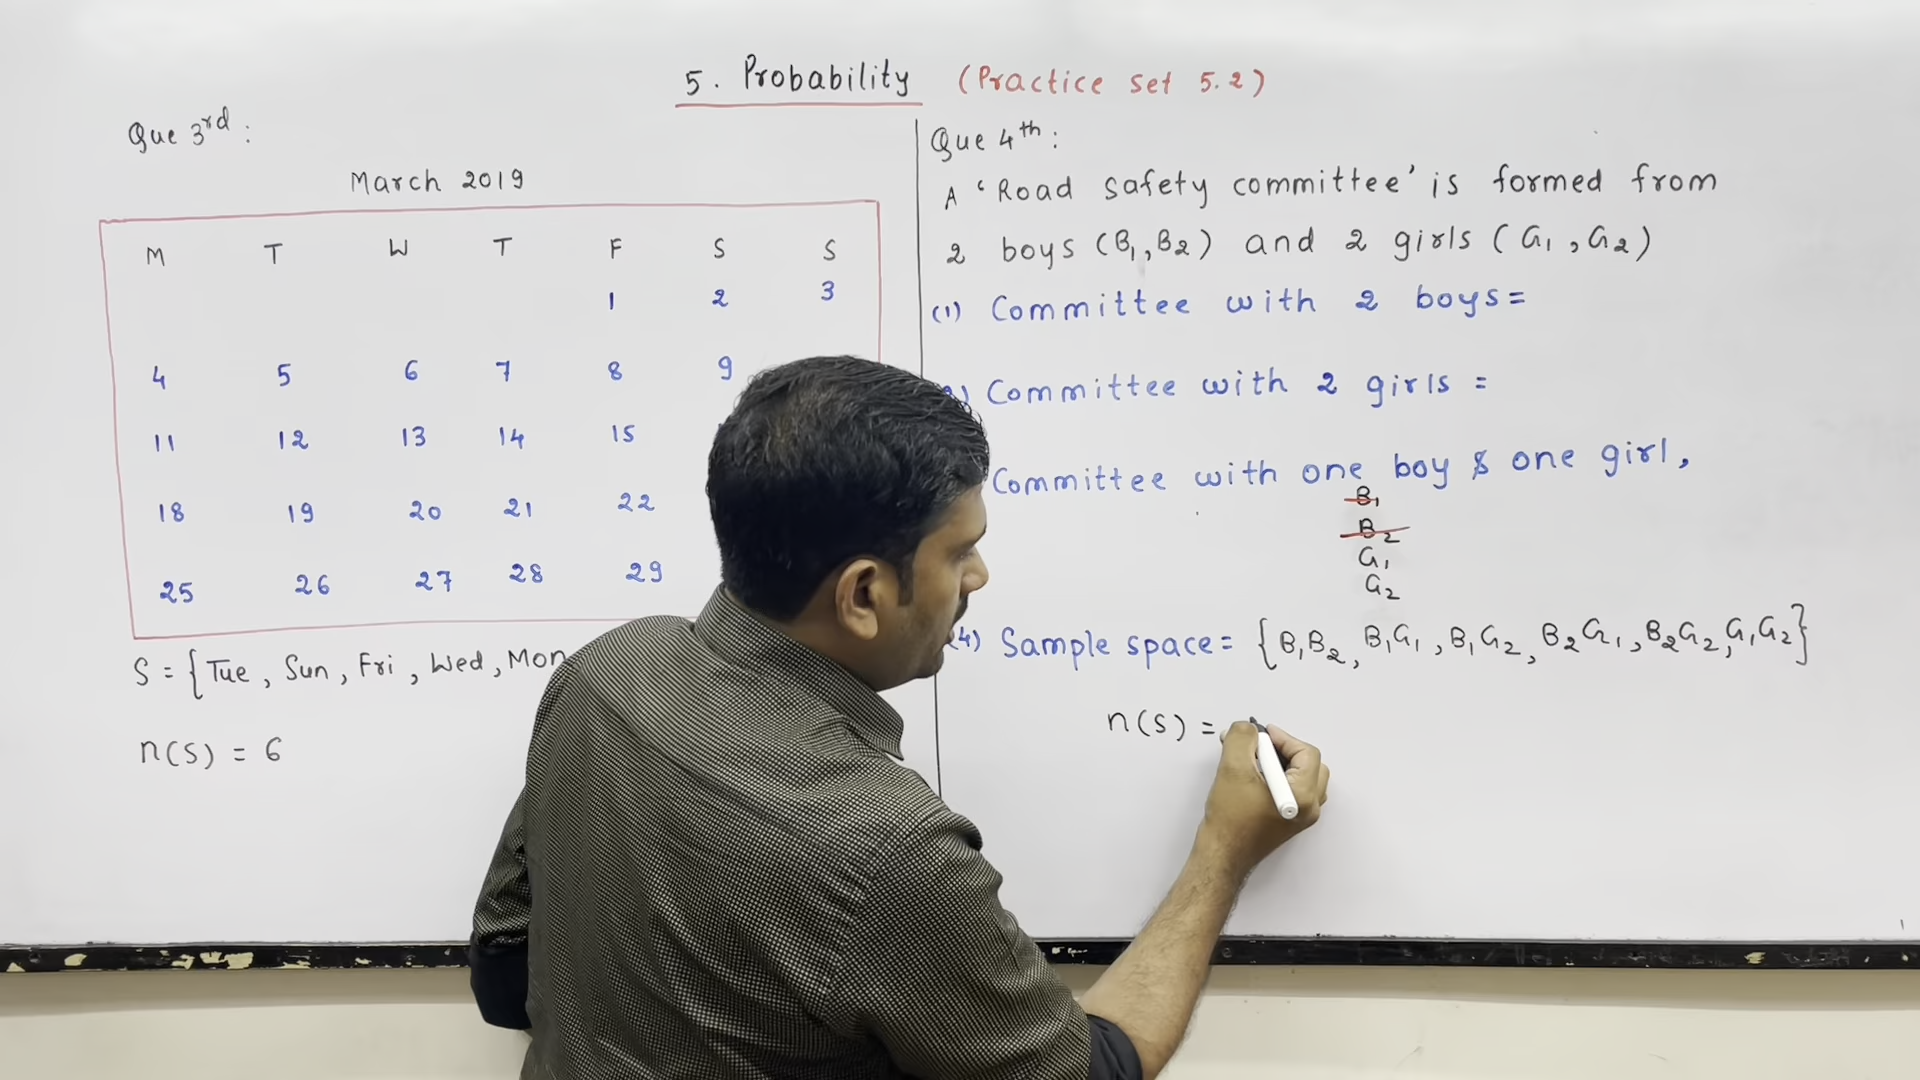 5. Probability (Practice set 5.2)
Que 3rd :
March 2019
M T W T F S S
1 2 3
4 5 6 7 8 9
11 12 13 14 15
18 19 20 21 22
25 26 27 28 29
S = {Tue, Sun, Fri, Wed, Mon
n(S) = 6
Que 4th :
A 'Road safety committee' is formed from
2 boys (B1, B2) and 2 girls (G1, G2)
(1) Committee with 2 boys =
Committee with 2 girls =
Committee with one boy & one girl,
B1
B2
G1
G2
4) Sample space = {B1B2, B1G1, B1G2, B2G1, B2G2, G1G2}
n(S) =